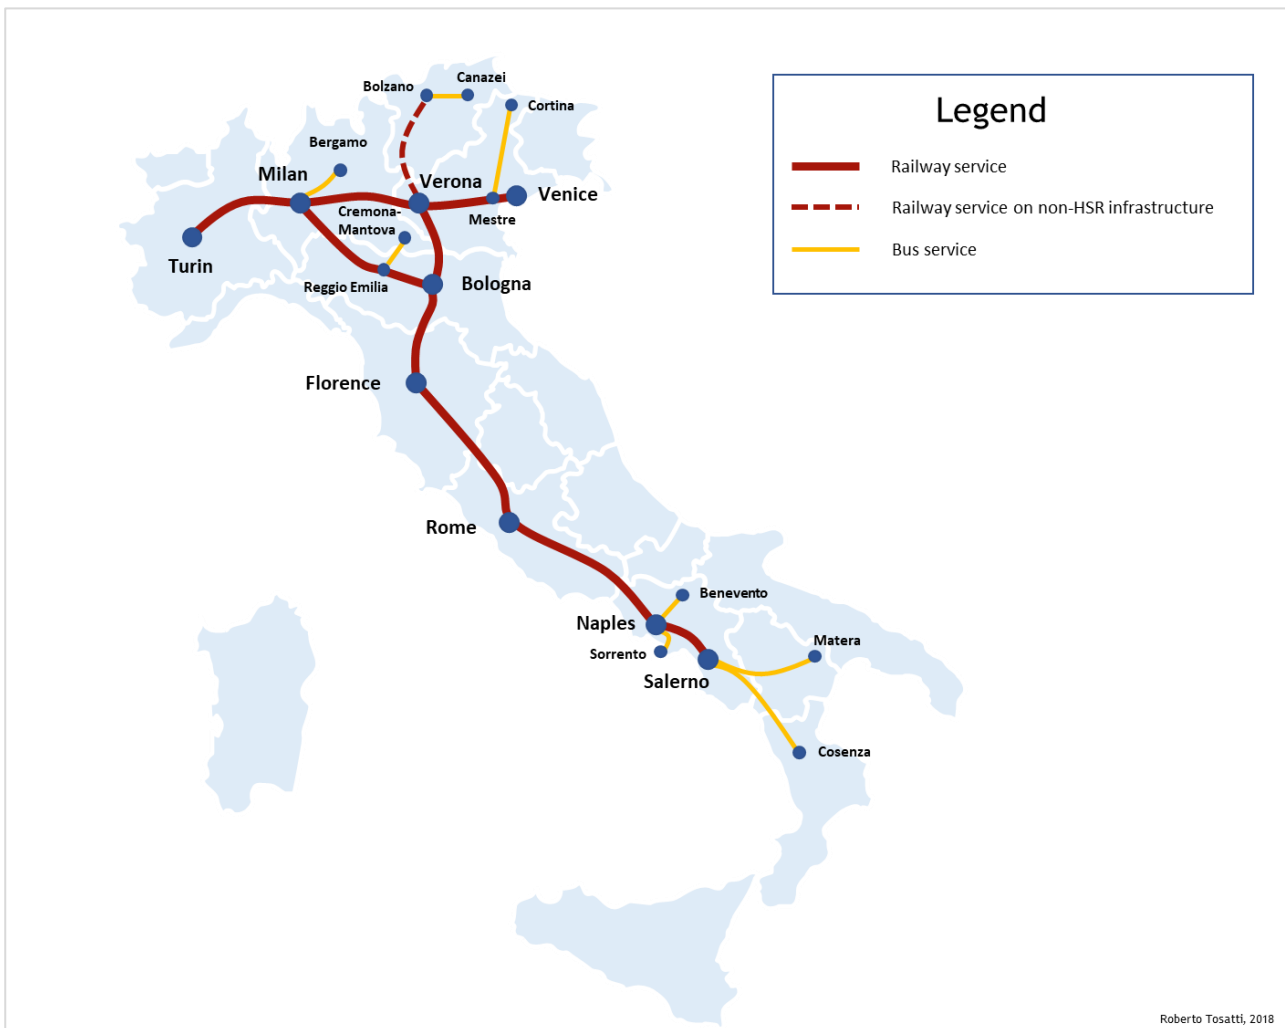 Legend
Railway service
Railway service on non-HSR infrastructure
Bus service
Bolzano
Canazei
Cortina
Bergamo
Milan
Verona
Venice
Cremona-
Mantova
Mestre
Turin
Reggio Emilia
Bologna
Florence
Rome
Benevento
Naples
Matera
Sorrento
Salerno
Cosenza
Roberto Tosatti, 2018